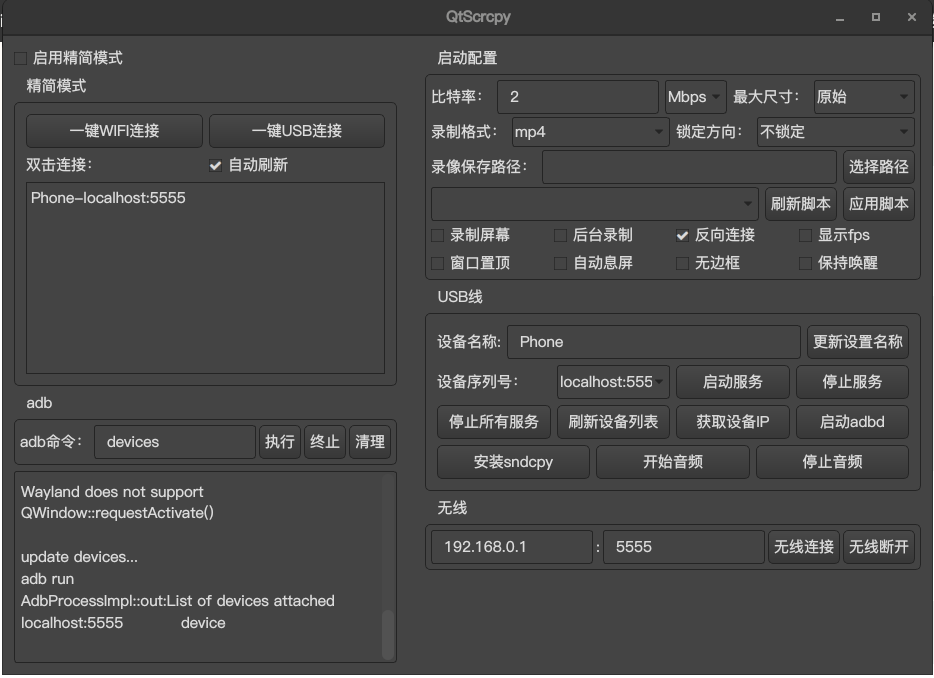 QtScrcpy
启用精简模式
精简模式
一键WIFI连接 一键USB连接
双击连接： 自动刷新
Phone-localhost:5555
adb
adb命令： devices 执行 终止 清理
Wayland does not support
QWindow::requestActivate()
update devices...
adb run
AdbProcessImpl::out:List of devices attached
localhost:5555 device
启动配置
比特率： 2 Mbps 最大尺寸： 原始
录制格式： mp4 锁定方向： 不锁定
录像保存路径： 选择路径
刷新脚本 应用脚本
录制屏幕 后台录制 反向连接 显示fps
窗口置顶 自动息屏 无边框 保持唤醒
USB线
设备名称: Phone 更新设置名称
设备序列号： localhost:555 启动服务 停止服务
停止所有服务 刷新设备列表 获取设备IP 启动adbd
安装sndcpy 开始音频 停止音频
无线
192.168.0.1 : 5555 无线连接 无线断开